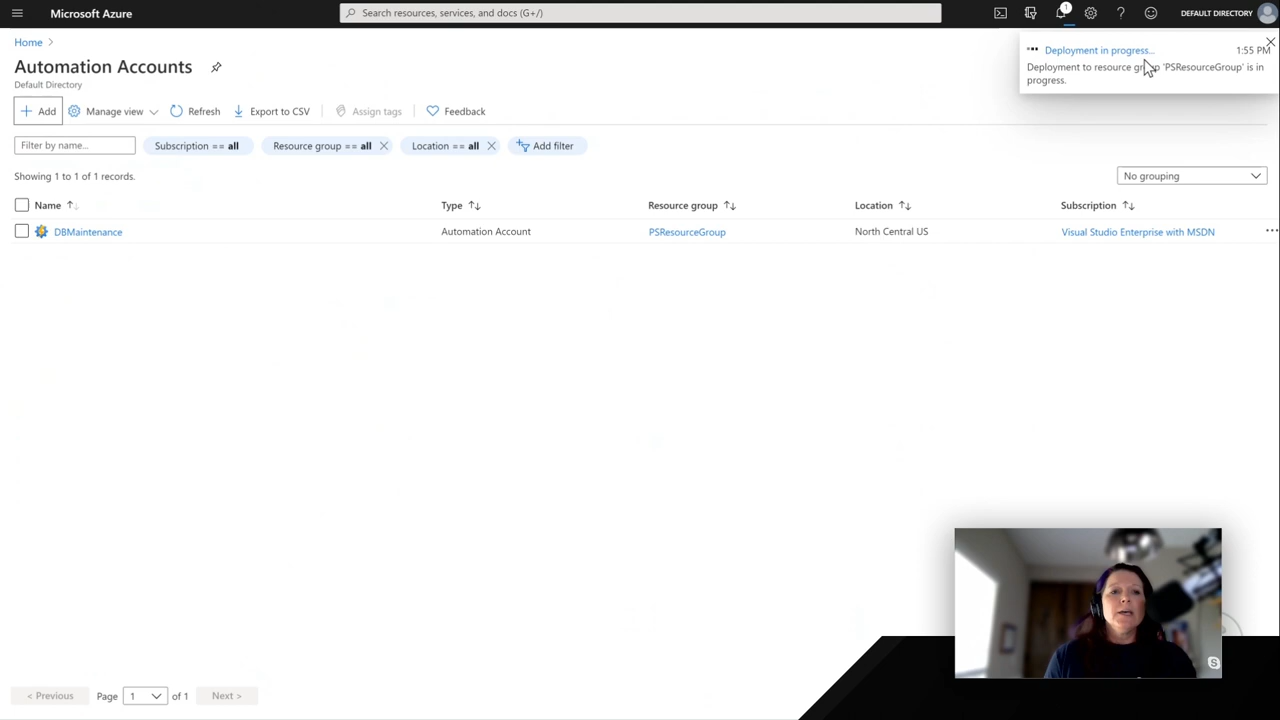 Microsoft Azure
Search resources, services, and docs (G+/)
1
DEFAULT DIRECTORY
Home
Deployment in progress...
1:55 PM
Deployment to resource group 'PSResourceGroup' is in
progress.
Automation Accounts
Default Directory
Add
Manage view
Refresh
Export to CSV
Assign tags
Feedback
Filter by name...
Subscription == all
Resource group == all
Location == all
Add filter
Showing 1 to 1 of 1 records.
No grouping
Name
Type
Resource group
Location
Subscription
DBMaintenance
Automation Account
PSResourceGroup
North Central US
Visual Studio Enterprise with MSDN
< Previous
Page
1
of 1
Next >